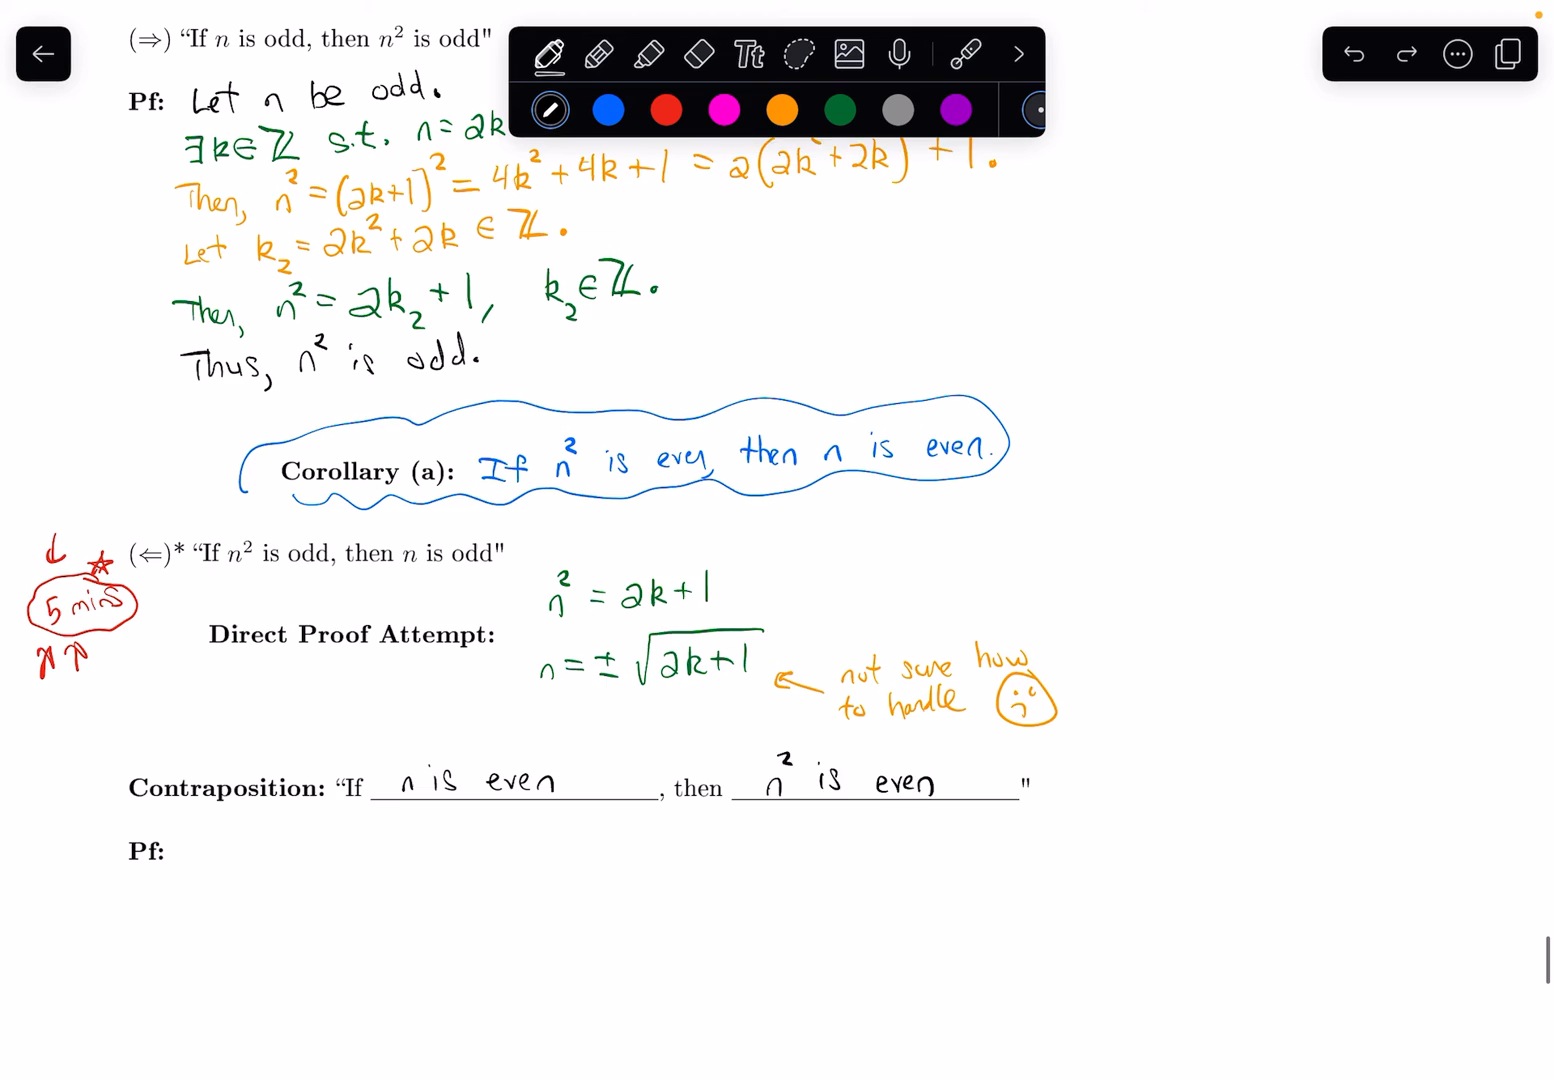 (⇒) “If n is odd, then n² is odd"
Tt
Pf: Let n be odd.
∃k∈ℤ s.t. n=2k
Then, n²=(2k+1)²=4k²+4k+1 = 2(2k²+2k)+1.
Let k₂=2k²+2k ∈ ℤ.
Then, n²=2k₂+1, k₂∈ℤ.
Thus, n² is odd.
Corollary (a): If n² is even, then n is even.
(⇐)* “If n² is odd, then n is odd"
5 mins
n² = 2k+1
Direct Proof Attempt:
n=±√(2k+1)
not sure how
to handle
Contraposition: “If n is even, then n² is even"
Pf: